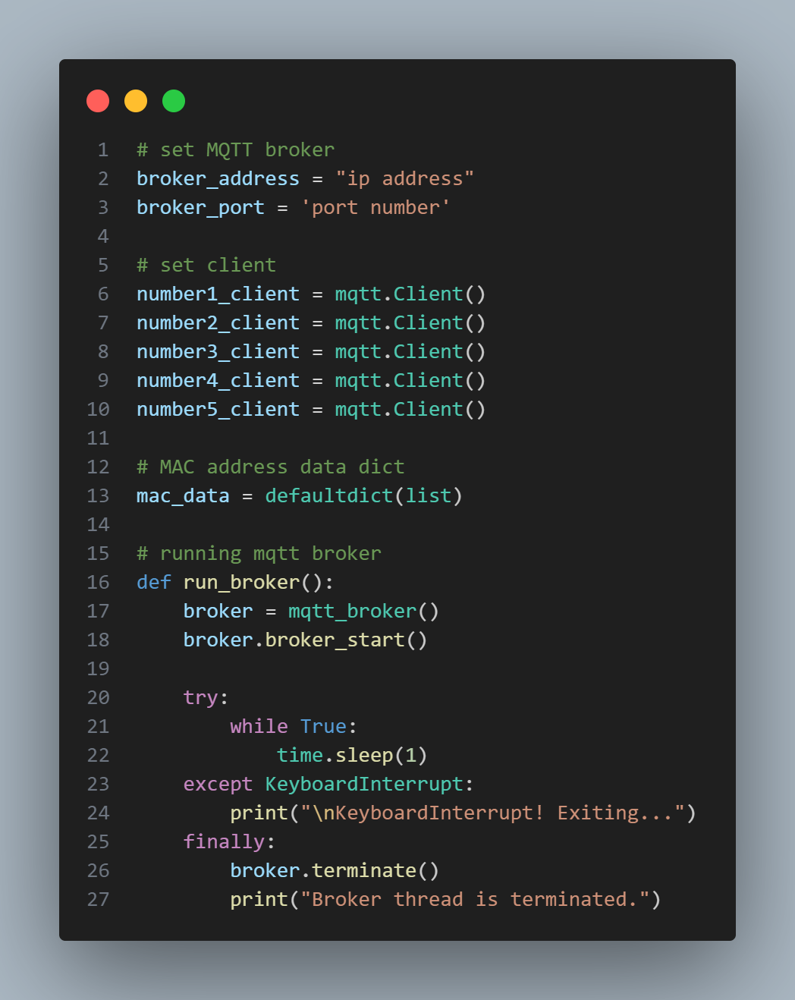 1 # set MQTT broker
2 broker_address = "ip address"
3 broker_port = 'port number'
4
5 # set client
6 number1_client = mqtt.Client()
7 number2_client = mqtt.Client()
8 number3_client = mqtt.Client()
9 number4_client = mqtt.Client()
10 number5_client = mqtt.Client()
11
12 # MAC address data dict
13 mac_data = defaultdict(list)
14
15 # running mqtt broker
16 def run_broker():
17     broker = mqtt_broker()
18     broker.broker_start()
19
20     try:
21         while True:
22             time.sleep(1)
23     except KeyboardInterrupt:
24         print("\nKeyboardInterrupt! Exiting...")
25     finally:
26         broker.terminate()
27         print("Broker thread is terminated.")